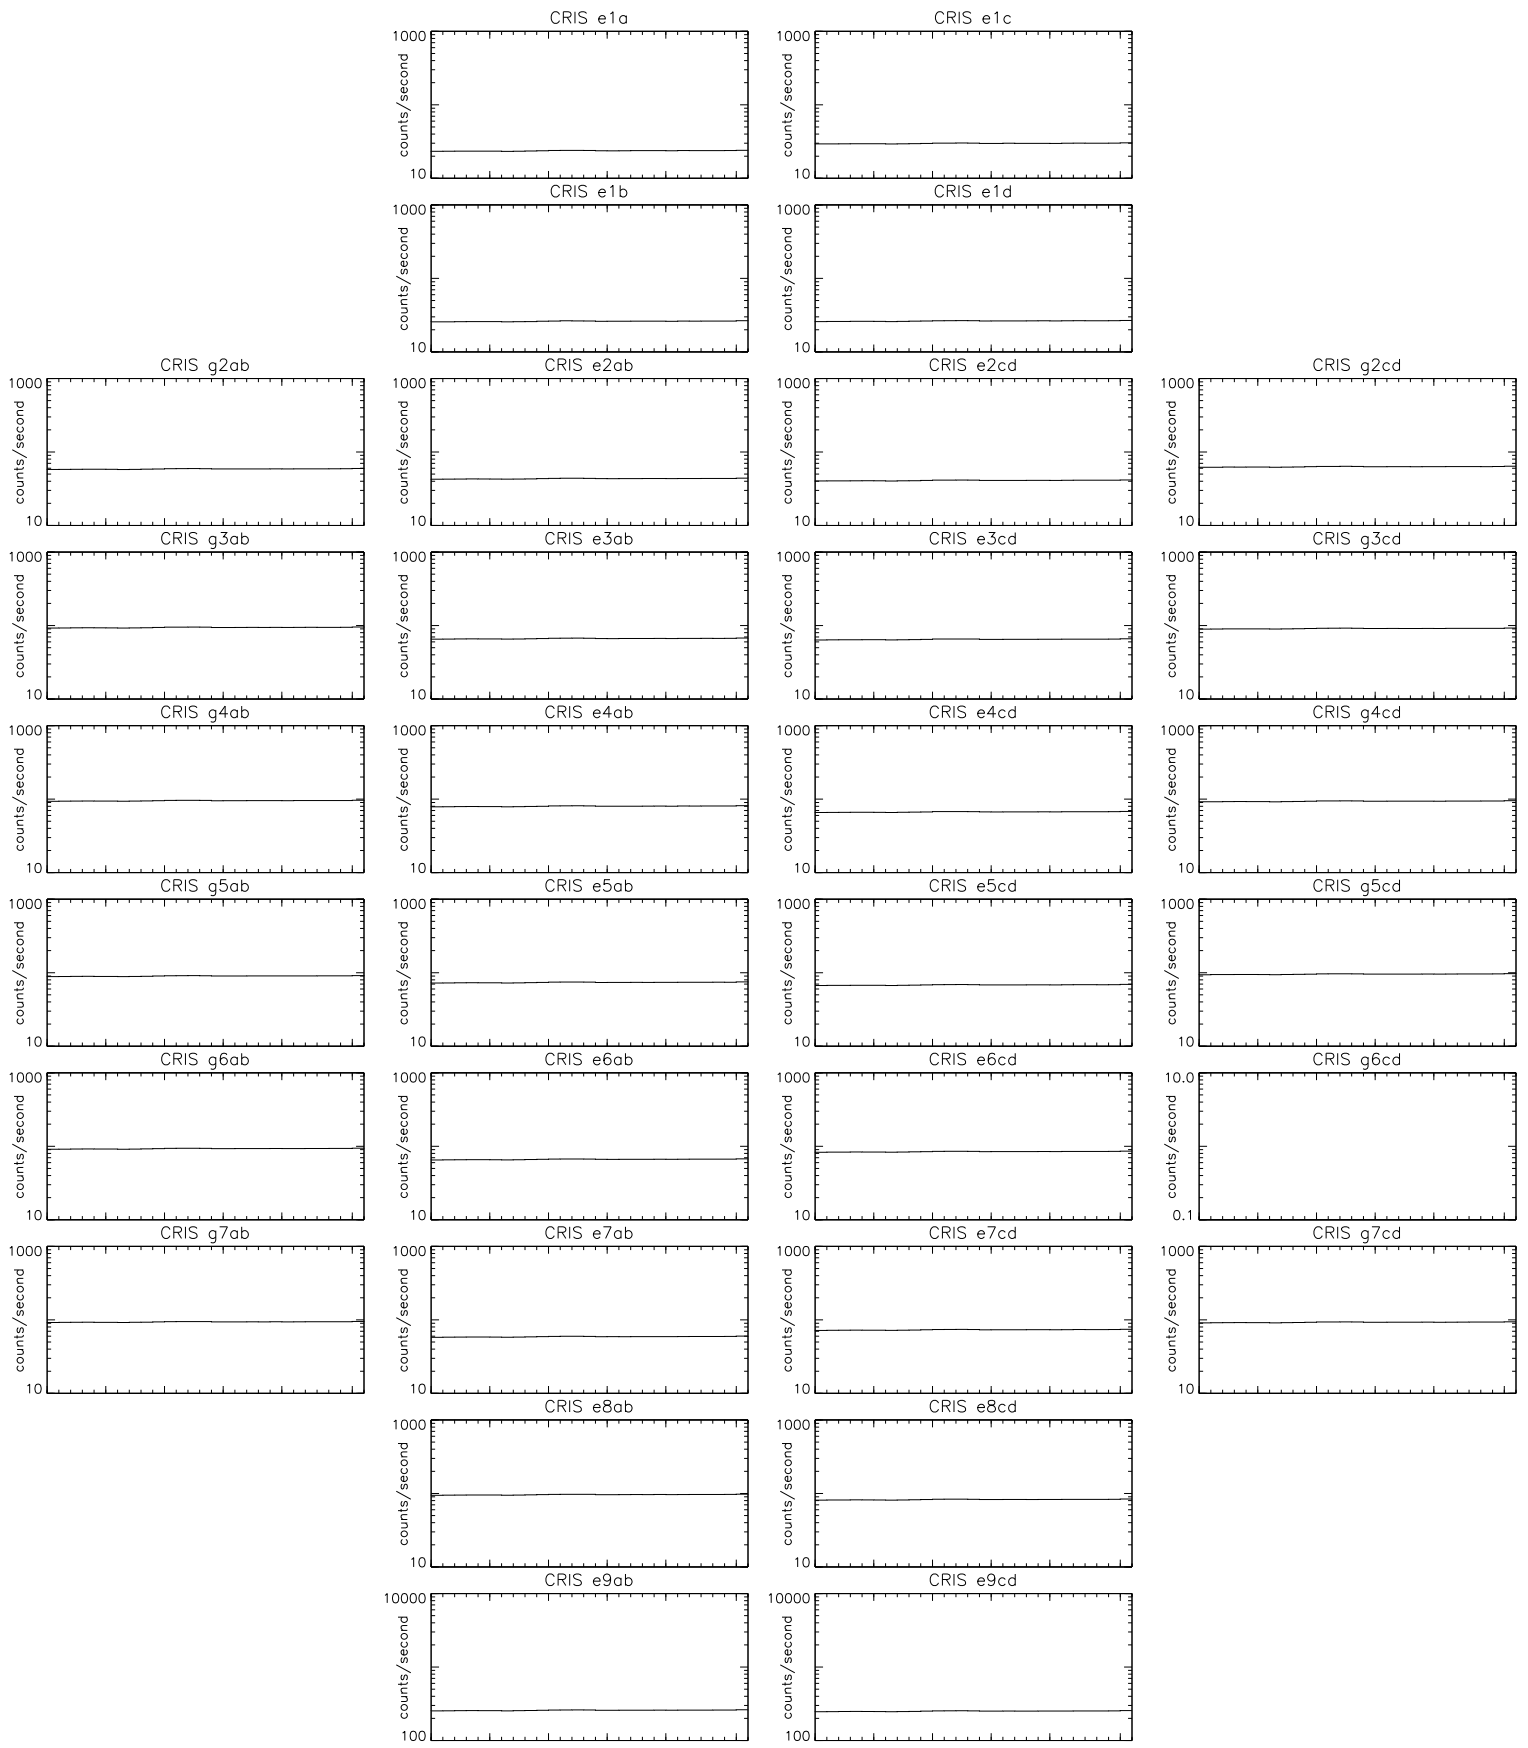 CRIS e1a
1000
counts/second
10
CRIS e1c
1000
counts/second
10
CRIS e1b
1000
counts/second
10
CRIS e1d
1000
counts/second
10
CRIS g2ab
1000
counts/second
10
CRIS e2ab
1000
counts/second
10
CRIS e2cd
1000
counts/second
10
CRIS g2cd
1000
counts/second
10
CRIS g3ab
1000
counts/second
10
CRIS e3ab
1000
counts/second
10
CRIS e3cd
1000
counts/second
10
CRIS g3cd
1000
counts/second
10
CRIS g4ab
1000
counts/second
10
CRIS e4ab
1000
counts/second
10
CRIS e4cd
1000
counts/second
10
CRIS g4cd
1000
counts/second
10
CRIS g5ab
1000
counts/second
10
CRIS e5ab
1000
counts/second
10
CRIS e5cd
1000
counts/second
10
CRIS g5cd
1000
counts/second
10
CRIS g6ab
1000
counts/second
10
CRIS e6ab
1000
counts/second
10
CRIS e6cd
1000
counts/second
10
CRIS g6cd
10.0
counts/second
0.1
CRIS g7ab
1000
counts/second
10
CRIS e7ab
1000
counts/second
10
CRIS e7cd
1000
counts/second
10
CRIS g7cd
1000
counts/second
10
CRIS e8ab
1000
counts/second
10
CRIS e8cd
1000
counts/second
10
CRIS e9ab
10000
counts/second
100
CRIS e9cd
10000
counts/second
100